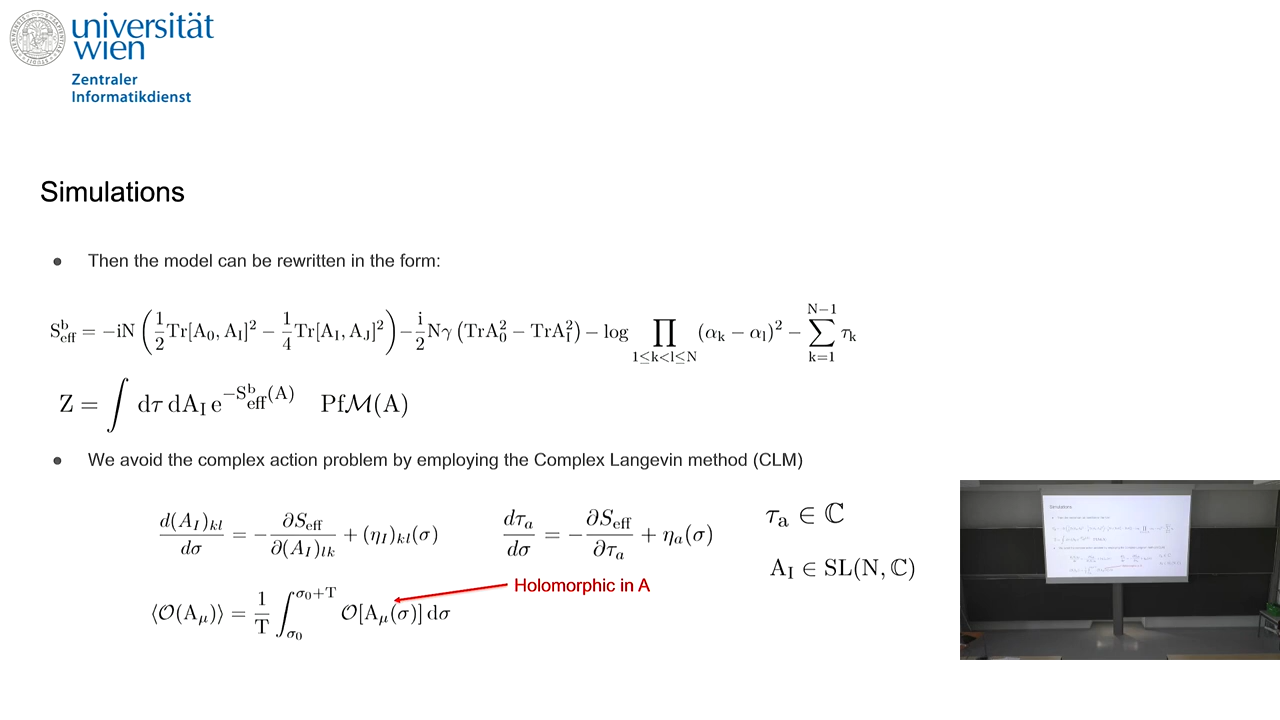 universität
wien
Zentraler
Informatikdienst
Simulations
● Then the model can be rewritten in the form:
S_eff^b = −iN ( 1/2 Tr[A_0, A_I]^2 − 1/4 Tr[A_I, A_J]^2 ) − i/2 Nγ (TrA_0^2 − TrA_I^2) − log ∏_{1≤k<l≤N} (α_k − α_l)^2 − ∑_{k=1}^{N−1} τ_k
Z = ∫ dτ dA_I e^{−S_eff^b(A)} PfM(A)
● We avoid the complex action problem by employing the Complex Langevin method (CLM)
d(A_I)_kl / dσ = − ∂S_eff / ∂(A_I)_lk + (η_I)_kl(σ) dτ_a / dσ = − ∂S_eff / ∂τ_a + η_a(σ) τ_a ∈ ℂ
A_I ∈ SL(N, ℂ)
Holomorphic in A
⟨O(A_μ)⟩ = 1/T ∫_{σ_0}^{σ_0+T} O[A_μ(σ)] dσ
Simulations